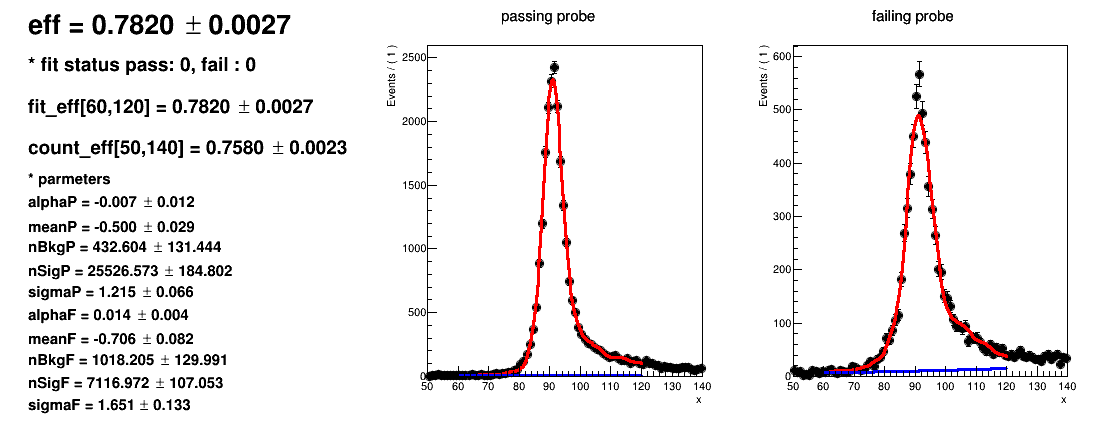 eff = 0.7820 ± 0.0027
* fit status pass: 0, fail : 0
fit_eff[60,120] = 0.7820 ± 0.0027
count_eff[50,140] = 0.7580 ± 0.0023
* parmeters
alphaP = -0.007 ± 0.012
meanP = -0.500 ± 0.029
nBkgP = 432.604 ± 131.444
nSigP = 25526.573 ± 184.802
sigmaP = 1.215 ± 0.066
alphaF = 0.014 ± 0.004
meanF = -0.706 ± 0.082
nBkgF = 1018.205 ± 129.991
nSigF = 7116.972 ± 107.053
sigmaF = 1.651 ± 0.133
passing probe
Events / ( 1 )
2500
2000
1500
1000
500
0
50 60 70 80 90 100 110 120 130 140
x
failing probe
Events / ( 1 )
600
500
400
300
200
100
0
50 60 70 80 90 100 110 120 130 140
x